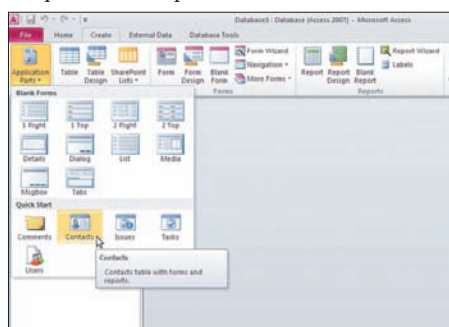 Database3 : Database (Access 2007) - Microsoft Access
File Home Create External Data Database Tools
Application Parts Table Table Design SharePoint Lists Form Form Design Blank Form Form Wizard Navigation More Forms Report Report Design Blank Report Report Wizard Labels
Forms Reports
Blank Forms
1 Right 1 Top 2 Right 2 Top
Details Dialog List Media
Msgbox Tabs
Quick Start
Comments Contacts Issues Tasks
Users
Contacts
Contacts table with forms and
reports.